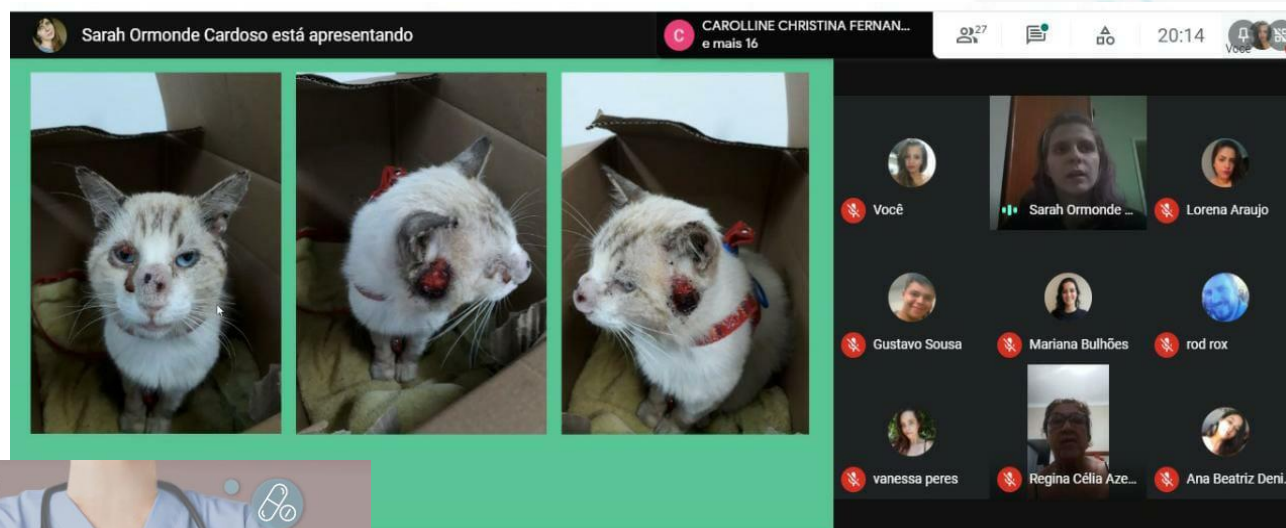 Sarah Ormonde Cardoso está apresentando
C
CAROLLINE CHRISTINA FERNAN...
e mais 16
27
20:14
Você
Você
Sarah Ormonde ...
Lorena Araujo
Gustavo Sousa
Mariana Bulhões
rod rox
vanessa peres
Regina Célia Aze...
Ana Beatriz Deni.